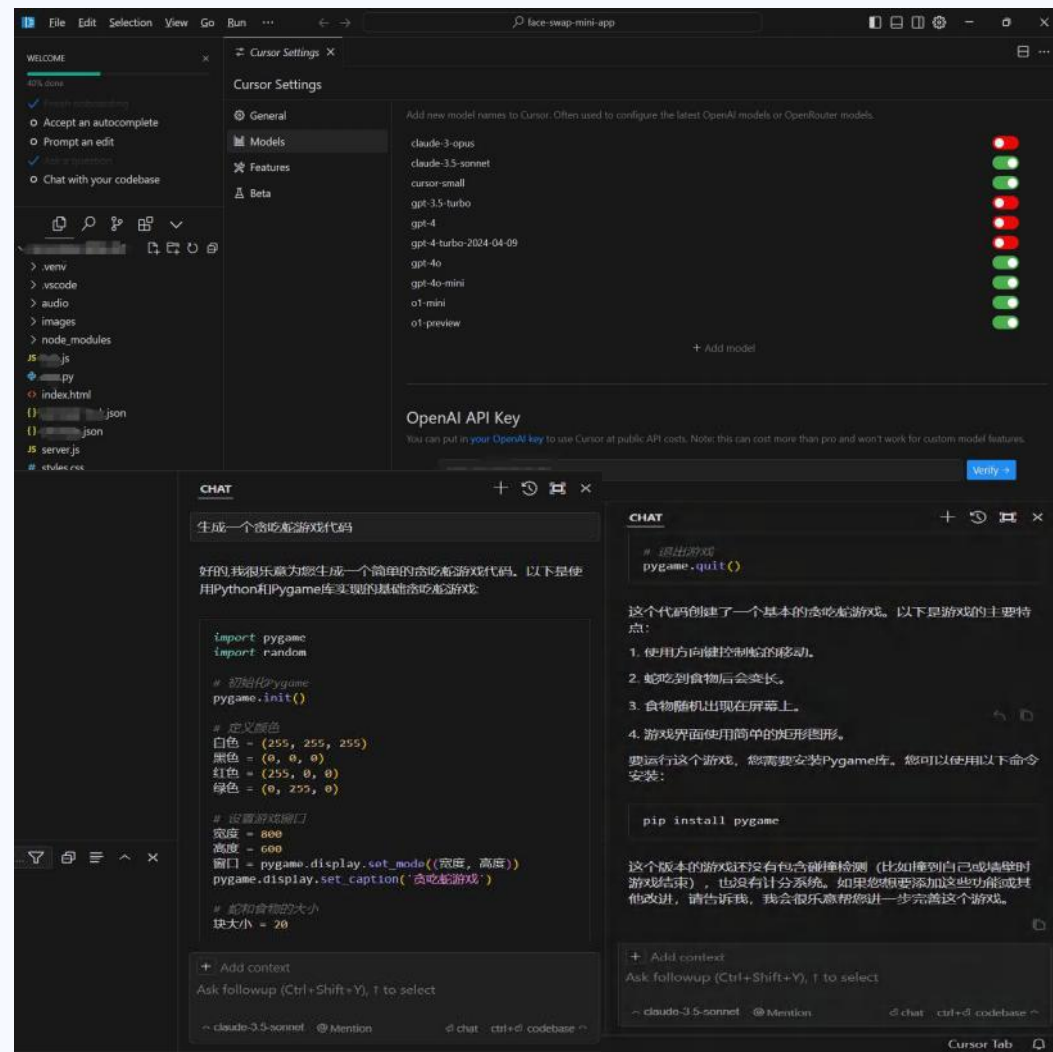 File Edit Selection View Go Run ···
face-swap-mini-app
WELCOME
40% done
Accept an autocomplete
Prompt an edit
Ask a question
Chat with your codebase
.venv
.vscode
audio
images
node_modules
JS .js
.py
index.html
{} .json
{} json
JS server.js
# styles.css
Cursor Settings
Cursor Settings
General
Models
Features
Beta
Add new model names to Cursor. Often used to configure the latest OpenAI models or OpenRouter models.
claude-3-opus
claude-3.5-sonnet
cursor-small
gpt-3.5-turbo
gpt-4
gpt-4-turbo-2024-04-09
gpt-4o
gpt-4o-mini
o1-mini
o1-preview
+ Add model
OpenAI API Key
You can put in your OpenAI key to use Cursor at public API costs. Note: this can cost more than pro and won't work for custom model features.
Verify →
CHAT
生成一个贪吃蛇游戏代码
好的,我很乐意为您生成一个简单的贪吃蛇游戏代码。以下是使
用Python和Pygame库实现的基础贪吃蛇游戏:
import pygame
import random
# 初始化Pygame
pygame.init()
# 定义颜色
白色 = (255, 255, 255)
黑色 = (0, 0, 0)
红色 = (255, 0, 0)
绿色 = (0, 255, 0)
# 设置游戏窗口
宽度 = 800
高度 = 600
窗口 = pygame.display.set_mode((宽度, 高度))
pygame.display.set_caption('贪吃蛇游戏')
# 蛇和食物的大小
块大小 = 20
+ Add context
Ask followup (Ctrl+Shift+Y), ↑ to select
claude-3.5-sonnet @ Mention
chat ctrl+⏎ codebase
CHAT
# 退出游戏
pygame.quit()
这个代码创建了一个基本的贪吃蛇游戏。以下是游戏的主要特
点:
1. 使用方向键控制蛇的移动。
2. 蛇吃到食物后会变长。
3. 食物随机出现在屏幕上。
4. 游戏界面使用简单的矩形图形。
要运行这个游戏，您需要安装Pygame库。您可以使用以下命令
安装:
pip install pygame
这个版本的游戏还没有包含碰撞检测（比如撞到自己或墙壁时
游戏结束），也没有计分系统。如果您想要添加这些功能或其
他改进，请告诉我，我会很乐意帮您进一步完善这个游戏。
+ Add context
Ask followup (Ctrl+Shift+Y), ↑ to select
claude-3.5-sonnet @ Mention
chat ctrl+⏎ codebase
Cursor Tab